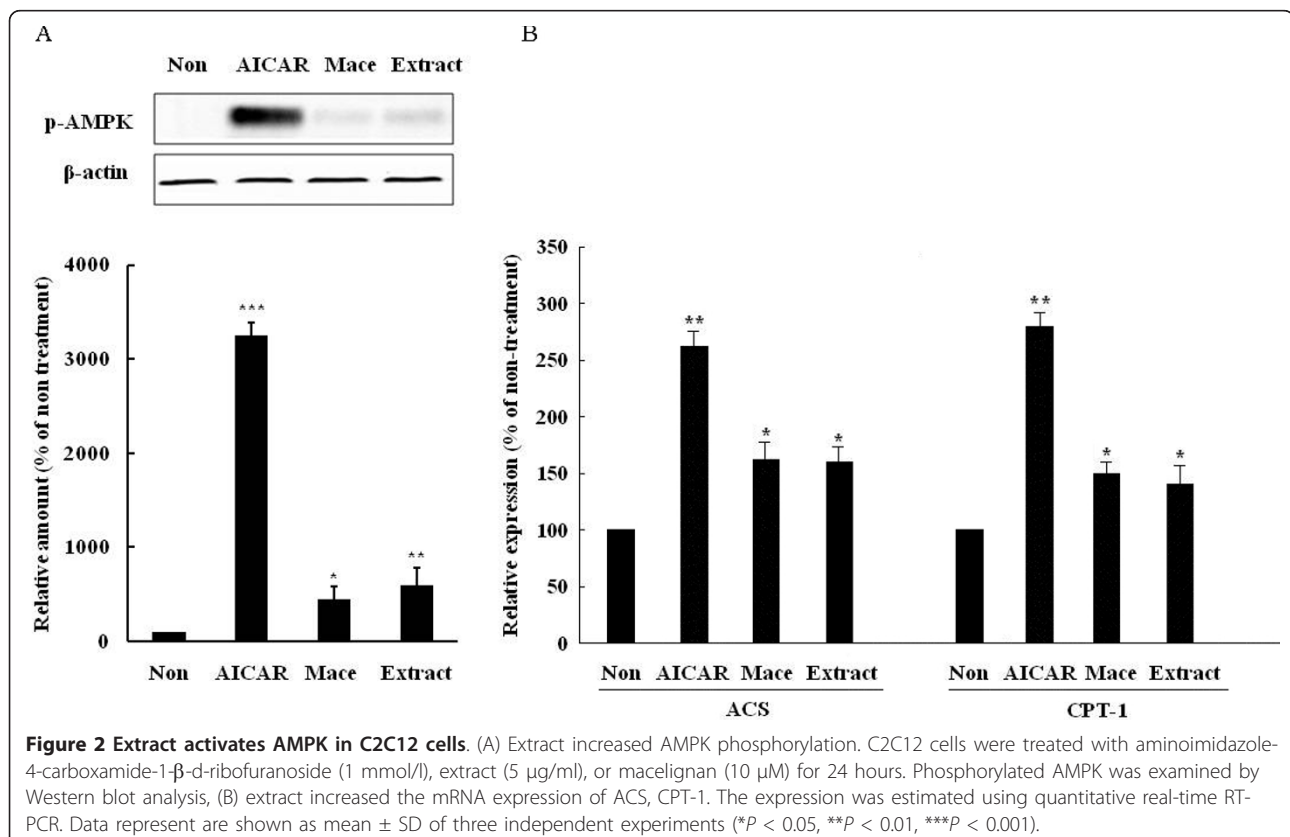 A
B
Non AICAR Mace Extract
p-AMPK
β-actin
Relative amount (% of non treatment)
4000
3000
1000
0
***
*
**
Non AICAR Mace Extract
Relative expression (% of non-treatment)
350
300
250
200
150
100
50
0
**
*
*
**
*
*
Non AICAR Mace Extract Non AICAR Mace Extract
ACS CPT-1
Figure 2 Extract activates AMPK in C2C12 cells. (A) Extract increased AMPK phosphorylation. C2C12 cells were treated with aminoimidazole-
4-carboxamide-1-β-d-ribofuranoside (1 mmol/l), extract (5 μg/ml), or macelignan (10 μM) for 24 hours. Phosphorylated AMPK was examined by
Western blot analysis, (B) extract increased the mRNA expression of ACS, CPT-1. The expression was estimated using quantitative real-time RT-
PCR. Data represent are shown as mean ± SD of three independent experiments (*P < 0.05, **P < 0.01, ***P < 0.001).